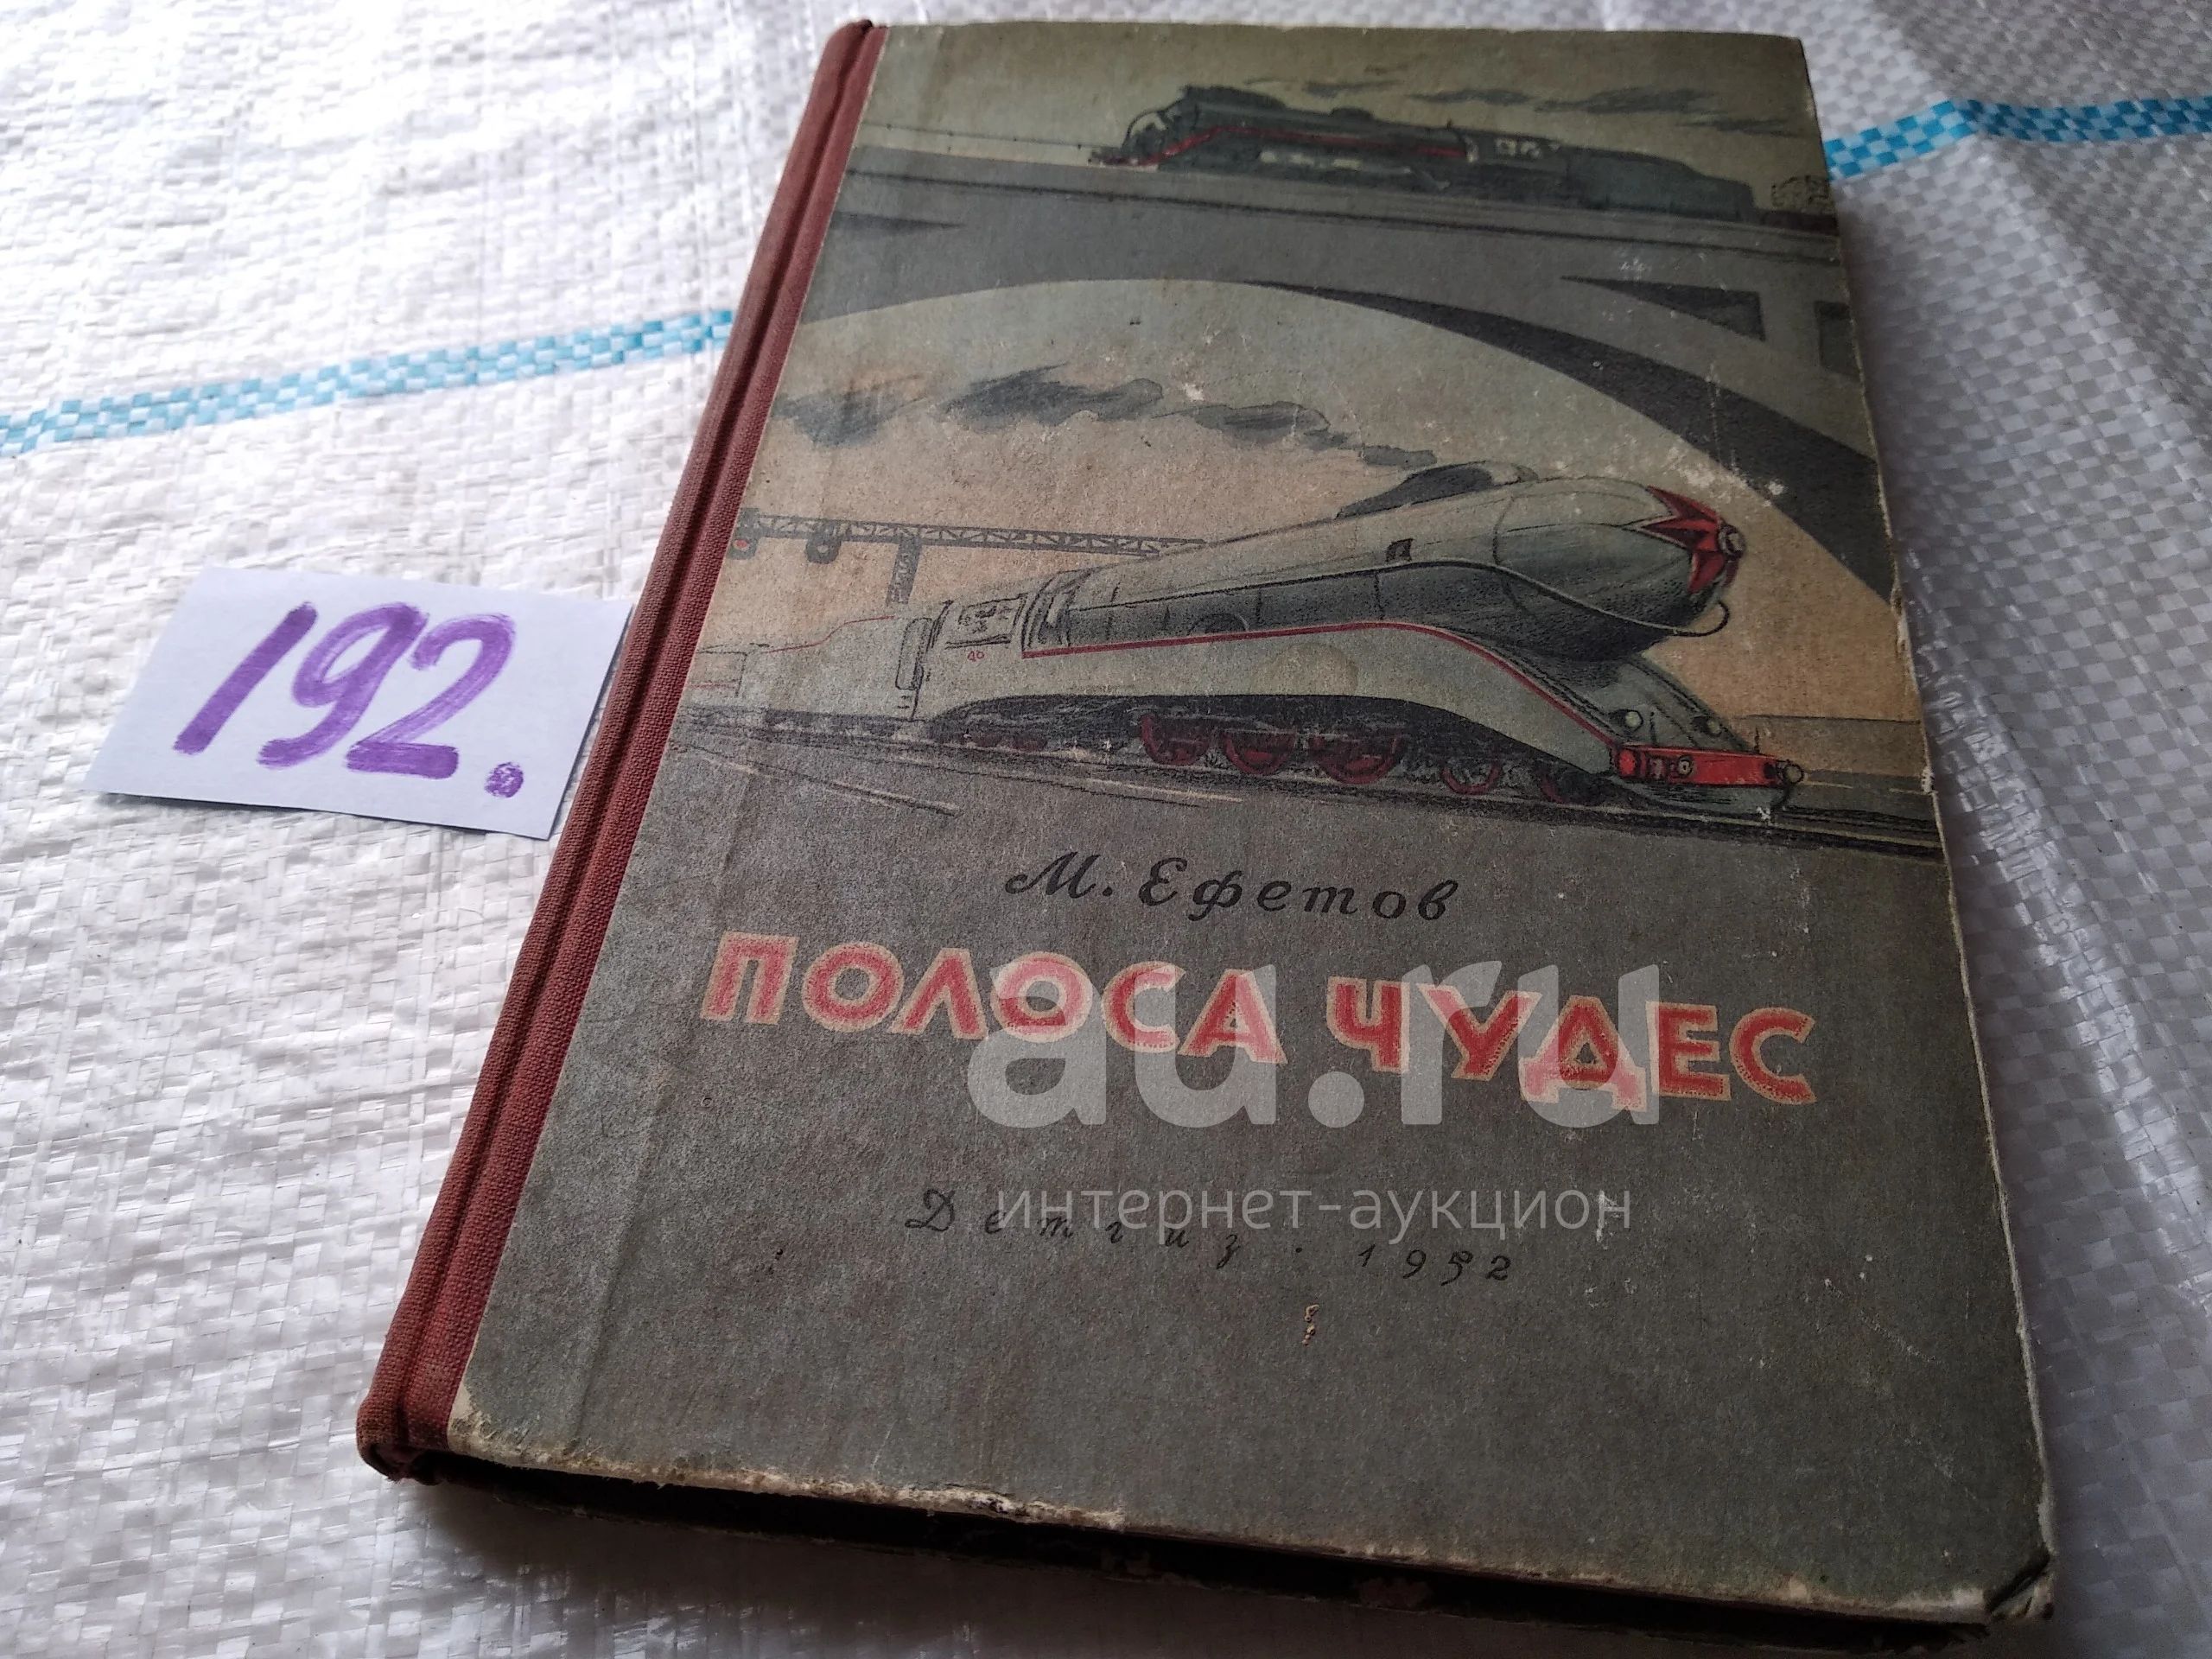 192.
М. Ефетов
ПОЛОСА ЧУДЕС
au.ru
интернет-аукцион
Детгиз · 1952